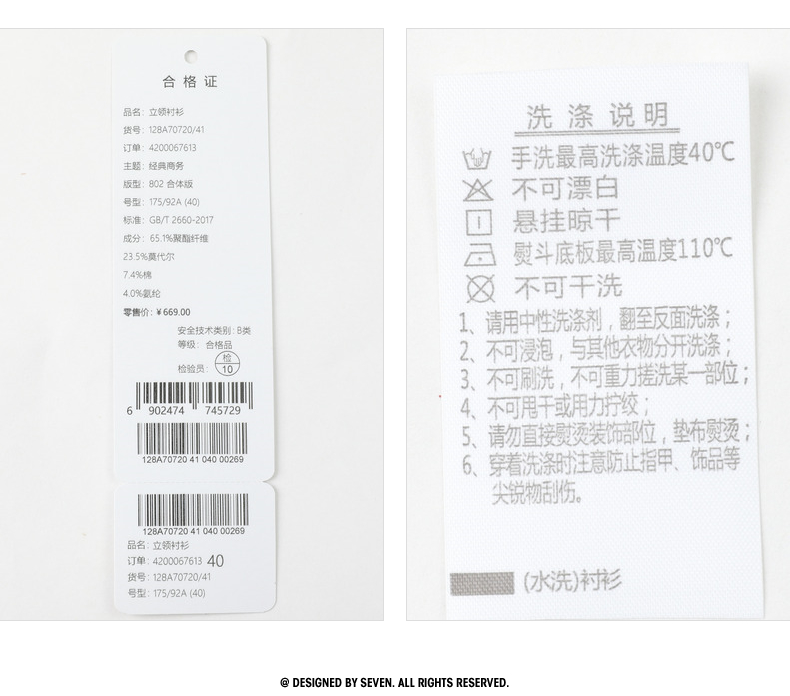 合格证
品名: 立领衬衫
货号: 128A70720/41
订单: 4200067613
主题: 经典商务
版型: 802 合体版
号型: 175/92A (40)
标准: GB/T 2660-2017
成分: 65.1%聚酯纤维
23.5%莫代尔
7.4%棉
4.0%氨纶
零售价: ¥669.00
安全技术类别: B类
等级: 合格品
检验员: 检 10
6 902474 745729
128A70720 41 040 00269
128A70720 41 040 00269
品名: 立领衬衫
订单: 4200067613 40
货号: 128A70720/41
号型: 175/92A (40)
洗涤说明
手洗最高洗涤温度40℃
不可漂白
悬挂晾干
熨斗底板最高温度110℃
不可干洗
1、请用中性洗涤剂，翻至反面洗涤；
2、不可浸泡，与其他衣物分开洗涤；
3、不可刷洗，不可重力搓洗某一部位；
4、不可甩干或用力拧绞；
5、请勿直接熨烫装饰部位，垫布熨烫；
6、穿着洗涤时注意防止指甲、饰品等
尖锐物刮伤。
(水洗)衬衫
@ DESIGNED BY SEVEN. ALL RIGHTS RESERVED.